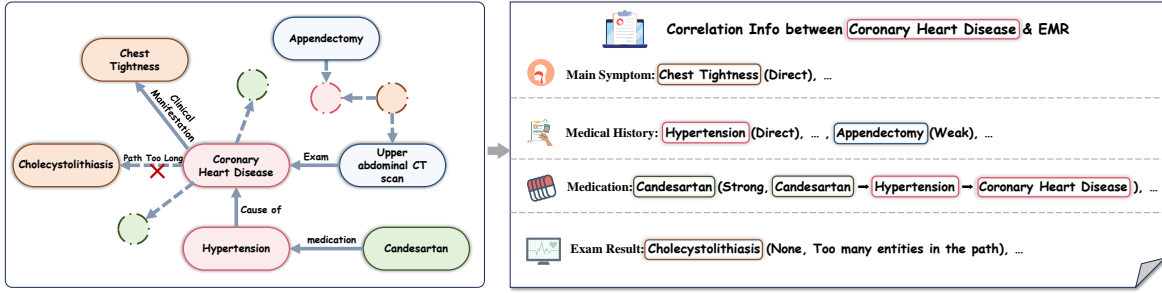 Appendectomy
Chest
Tightness
Clinical
Manifestation
Cholecystolithiasis
Path Too Long
Coronary
Heart Disease
Exam
Upper
abdominal CT
scan
Cause of
Hypertension
medication
Candesartan
Correlation Info between Coronary Heart Disease & EMR
Main Symptom: Chest Tightness (Direct), ...
Medical History: Hypertension (Direct), ... , Appendectomy (Weak), ...
Medication: Candesartan (Strong, Candesartan → Hypertension → Coronary Heart Disease ), ...
Exam Result: Cholecystolithiasis (None, Too many entities in the path), ...